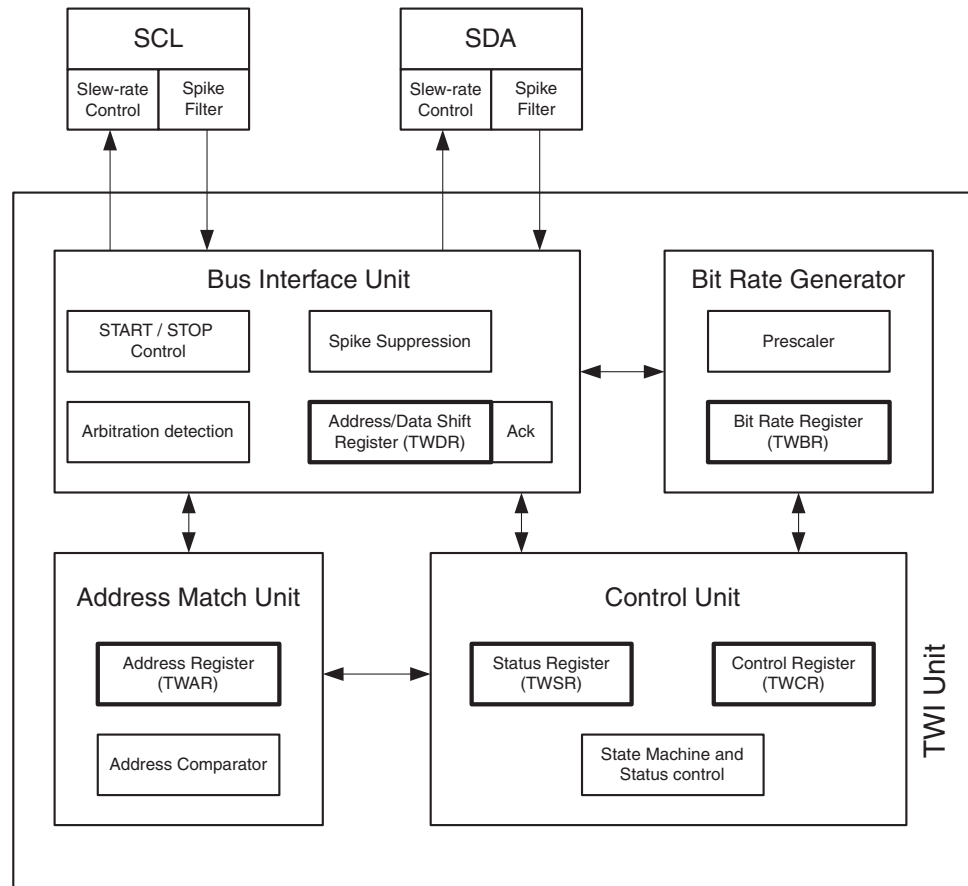 SCL
Slew-rate
Control
Spike
Filter
SDA
Slew-rate
Control
Spike
Filter
Bus Interface Unit
START / STOP
Control
Spike Suppression
Arbitration detection
Address/Data Shift
Register (TWDR)
Ack
Bit Rate Generator
Prescaler
Bit Rate Register
(TWBR)
Address Match Unit
Address Register
(TWAR)
Address Comparator
Control Unit
Status Register
(TWSR)
Control Register
(TWCR)
State Machine and
Status control
TWI Unit